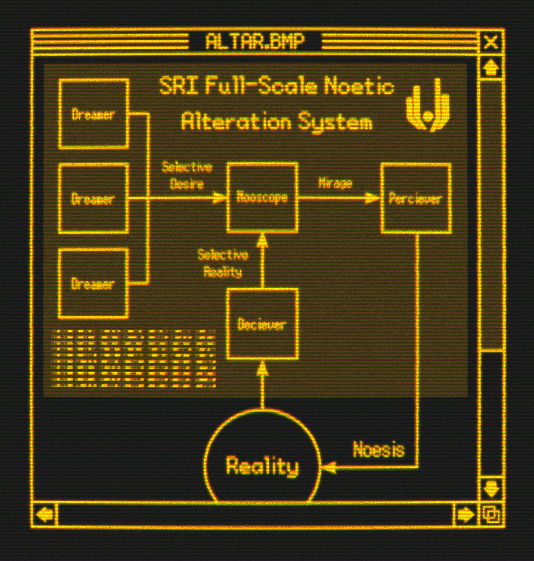 ALTAR.BMP
SRI Full-Scale Noetic
Alteration System
Dreamer
Selective
Desire
Dreamer
Nooscope
Mirage
Perciever
Selective
Reality
Dreamer
Deciever
Noesis
Reality